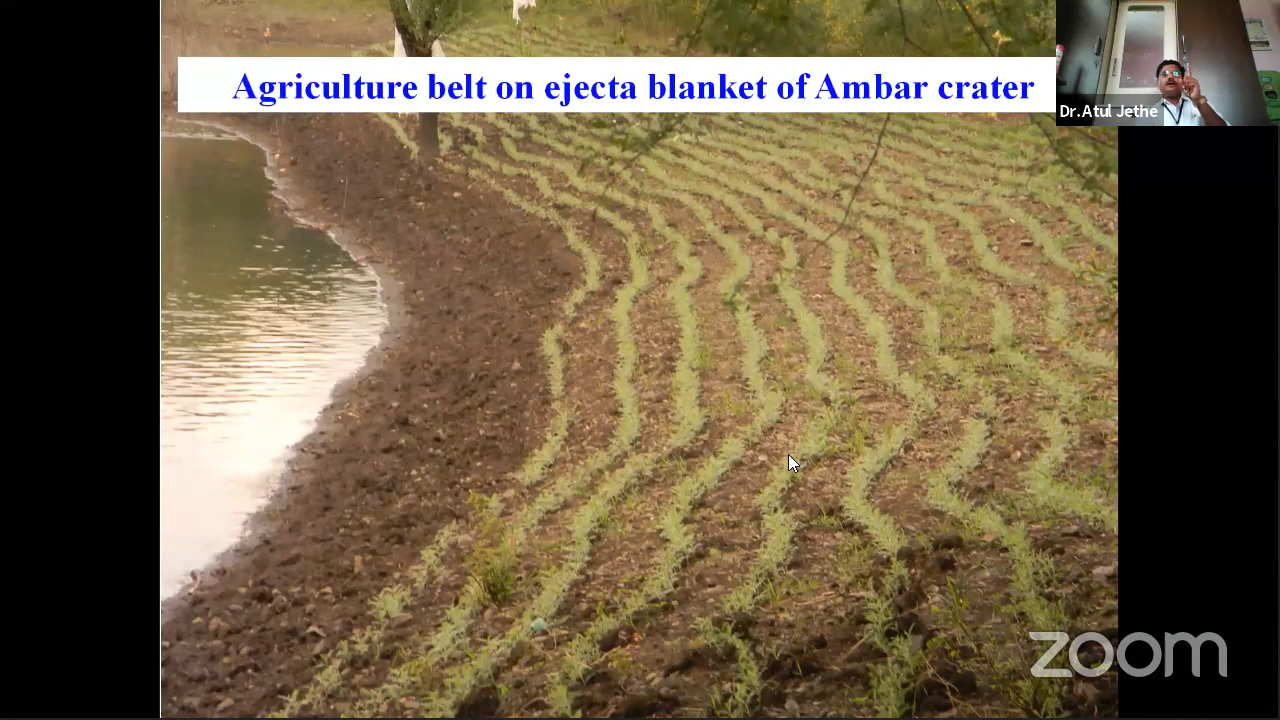 Agriculture belt on ejecta blanket of Ambar crater
Dr.Atul Jethe
zoom